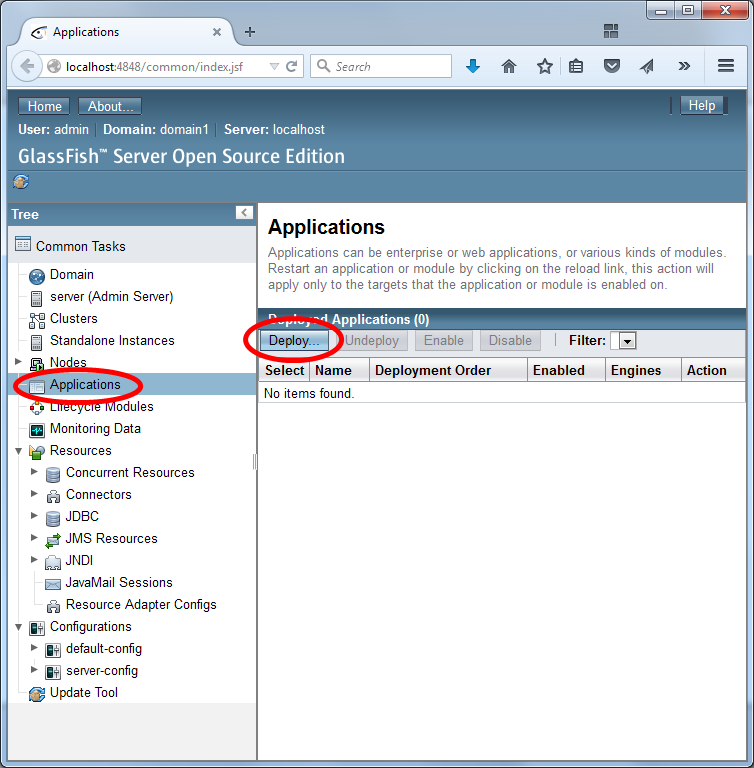 Applications
localhost:4848/common/index.jsf
Search
Home About... Help
User: admin Domain: domain1 Server: localhost
GlassFish™ Server Open Source Edition
Tree
Common Tasks
Domain
server (Admin Server)
Clusters
Standalone Instances
Nodes
Applications
Lifecycle Modules
Monitoring Data
Resources
Concurrent Resources
Connectors
JDBC
JMS Resources
JNDI
JavaMail Sessions
Resource Adapter Configs
Configurations
default-config
server-config
Update Tool
Applications
Applications can be enterprise or web applications, or various kinds of modules.
Restart an application or module by clicking on the reload link, this action will
apply only to the targets that the application or module is enabled on.
Deployed Applications (0)
Deploy... Undeploy Enable Disable Filter:
Select Name Deployment Order Enabled Engines Action
No items found.